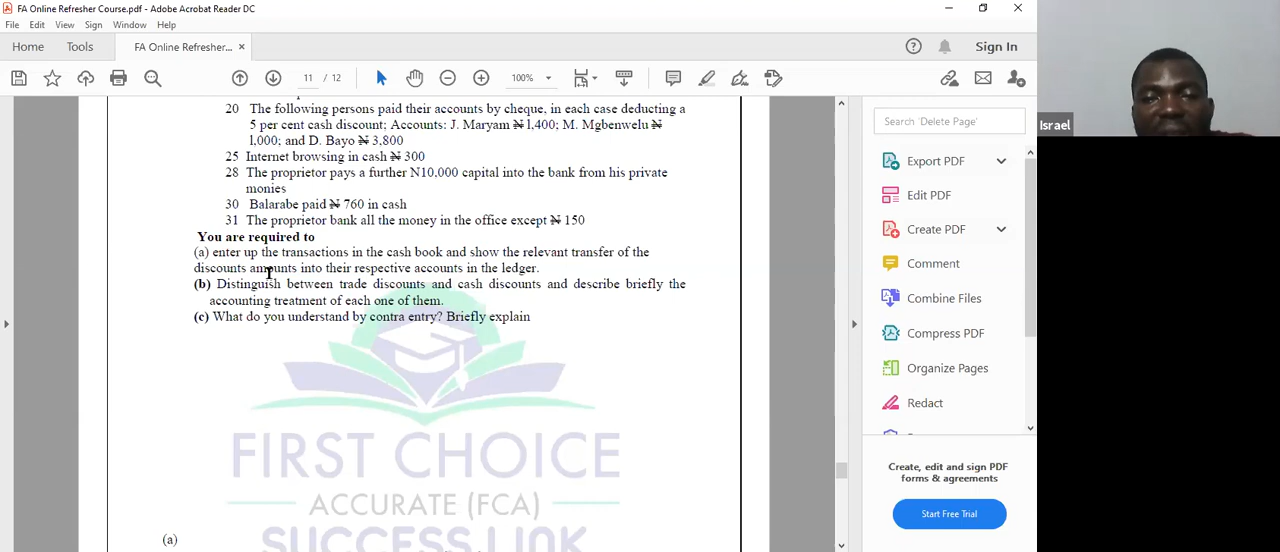 FA Online Refresher Course.pdf - Adobe Acrobat Reader DC
File Edit View Sign Window Help
Home Tools FA Online Refresher... × Sign In
11 / 12 100%
20 The following persons paid their accounts by cheque, in each case deducting a
5 per cent cash discount; Accounts: J. Maryam ₦ 1,400; M. Mgbenwelu ₦
1,000; and D. Bayo ₦ 3,800
25 Internet browsing in cash ₦ 300
28 The proprietor pays a further N10,000 capital into the bank from his private
monies
30 Balarabe paid ₦ 760 in cash
31 The proprietor bank all the money in the office except ₦ 150
You are required to
(a) enter up the transactions in the cash book and show the relevant transfer of the
discounts amounts into their respective accounts in the ledger.
(b) Distinguish between trade discounts and cash discounts and describe briefly the
accounting treatment of each one of them.
(c) What do you understand by contra entry? Briefly explain
FIRST CHOICE
ACCURATE (FCA)
SUCCESS LINK
(a)
Search 'Delete Page'
Export PDF
Edit PDF
Create PDF
Comment
Combine Files
Compress PDF
Organize Pages
Redact
Create, edit and sign PDF
forms & agreements
Start Free Trial
Israel